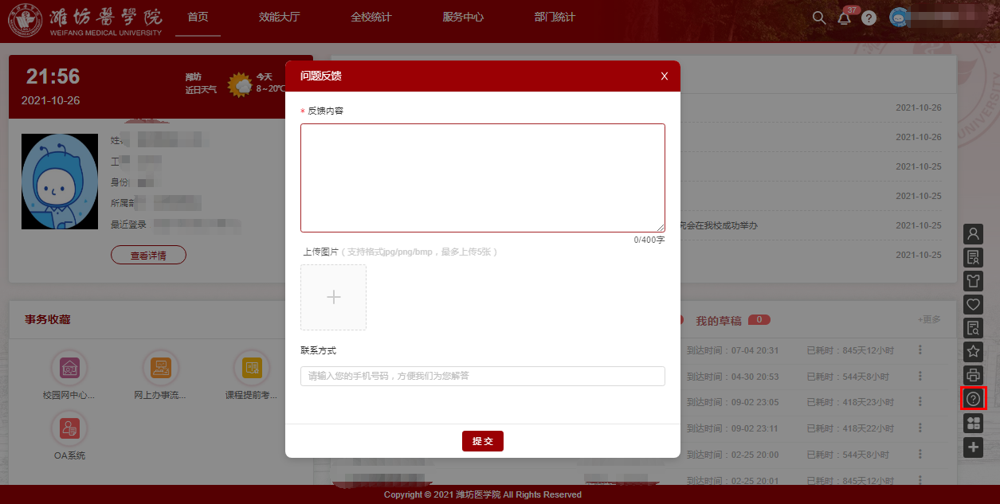 濰坊醫學院
WEIFANG MEDICAL UNIVERSITY
首页
效能大厅
全校统计
服务中心
部门统计
37
?
21:56
2021-10-26
潍坊
近日天气
今天
8~20℃
姓
工
身份
所属部
最近登录
查看详情
2021-10-26
2021-10-26
2021-10-25
2021-10-25
究会在我校成功举办 2021-10-25
2021-10-25
问题反馈 X
* 反馈内容
0/400字
上传图片（支持格式jpg/png/bmp，最多上传5张）
+
联系方式
请输入您的手机号码，方便我们为您解答
提 交
事务收藏
校园网中心...
网上办事流...
课程提前考...
OA系统
我的草稿 0 +更多
到达时间：07-04 20:31 已耗时：845天12小时
到达时间：04-30 20:53 已耗时：544天8小时
到达时间：09-02 23:05 已耗时：418天23小时
到达时间：09-02 23:11 已耗时：418天22小时
到达时间：02-25 20:00 已耗时：544天8小时
到达时间：02-25 20:01 已耗时：845天12小时
Copyright © 2021 潍坊医学院 All Rights Reserved